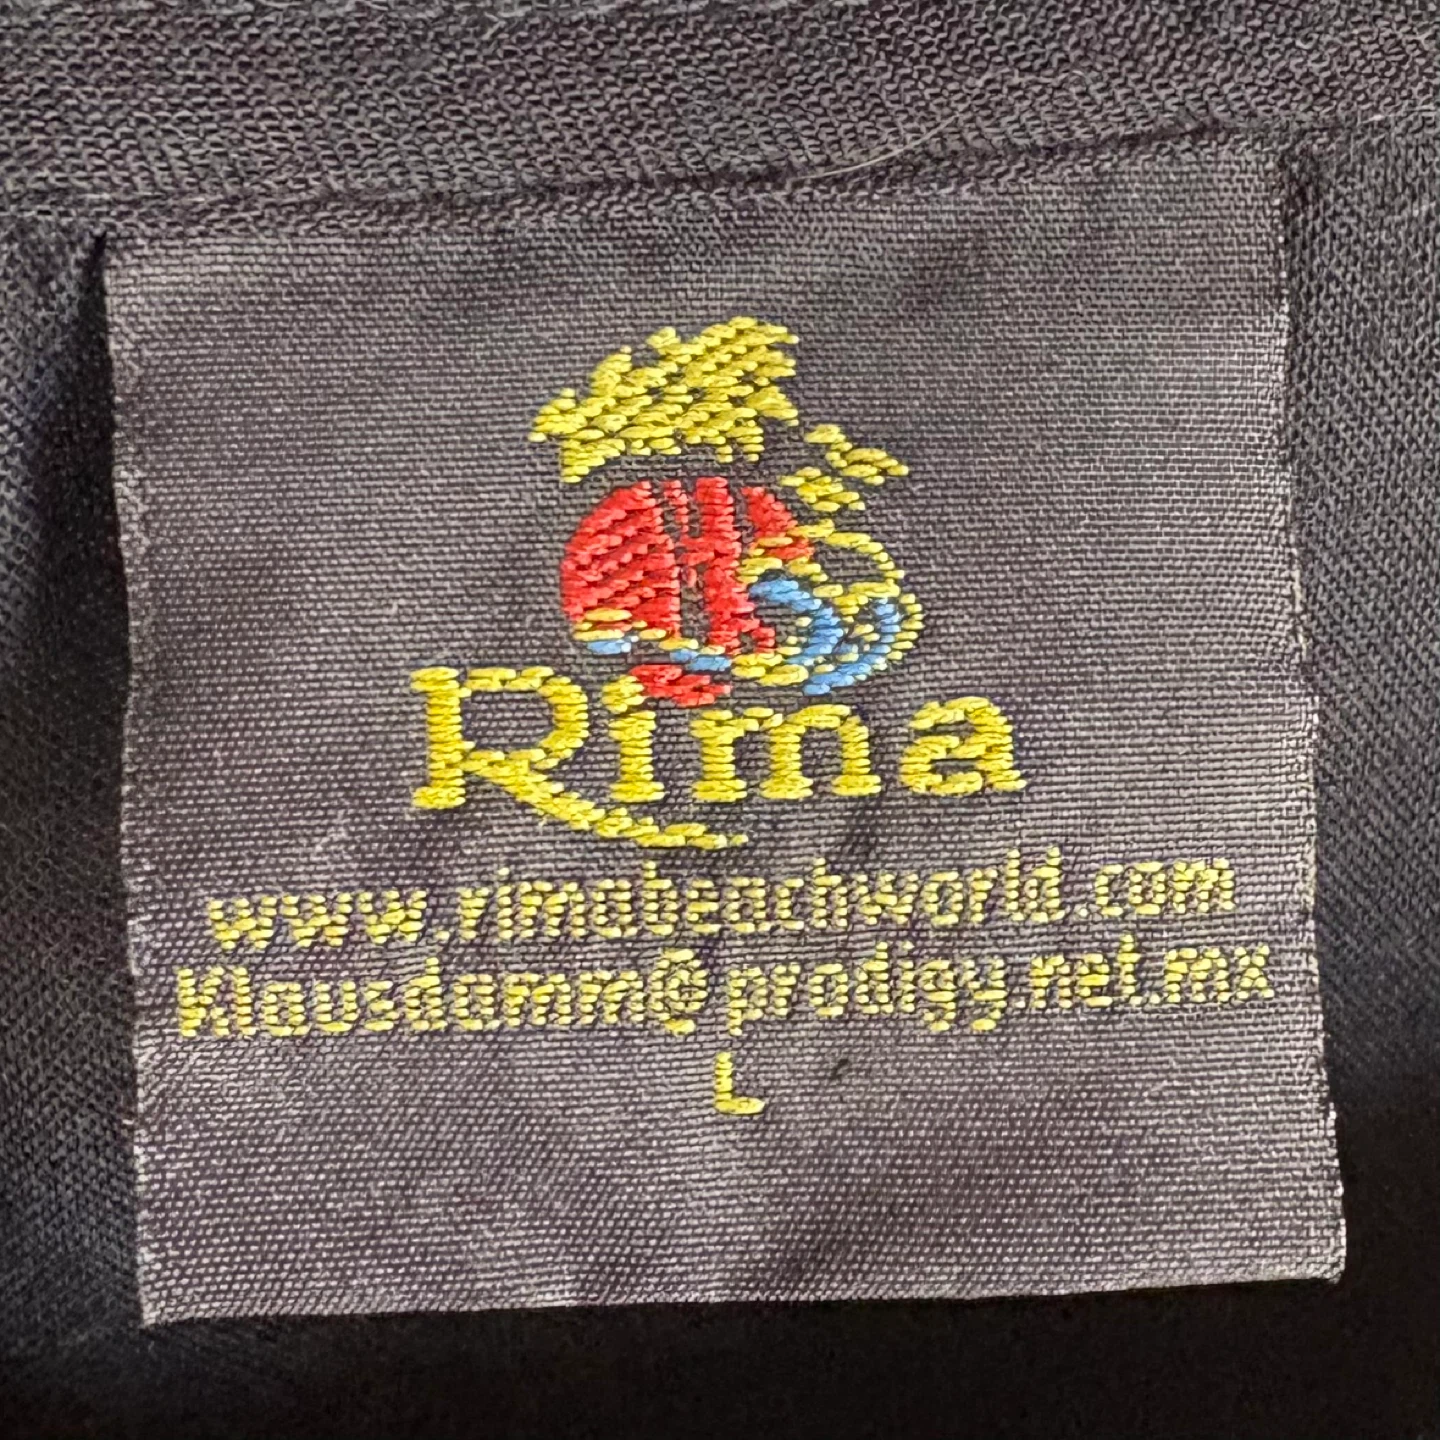 Rima
www.rimabeachworld.com
Klausdamm@prodigy.net.mx
L